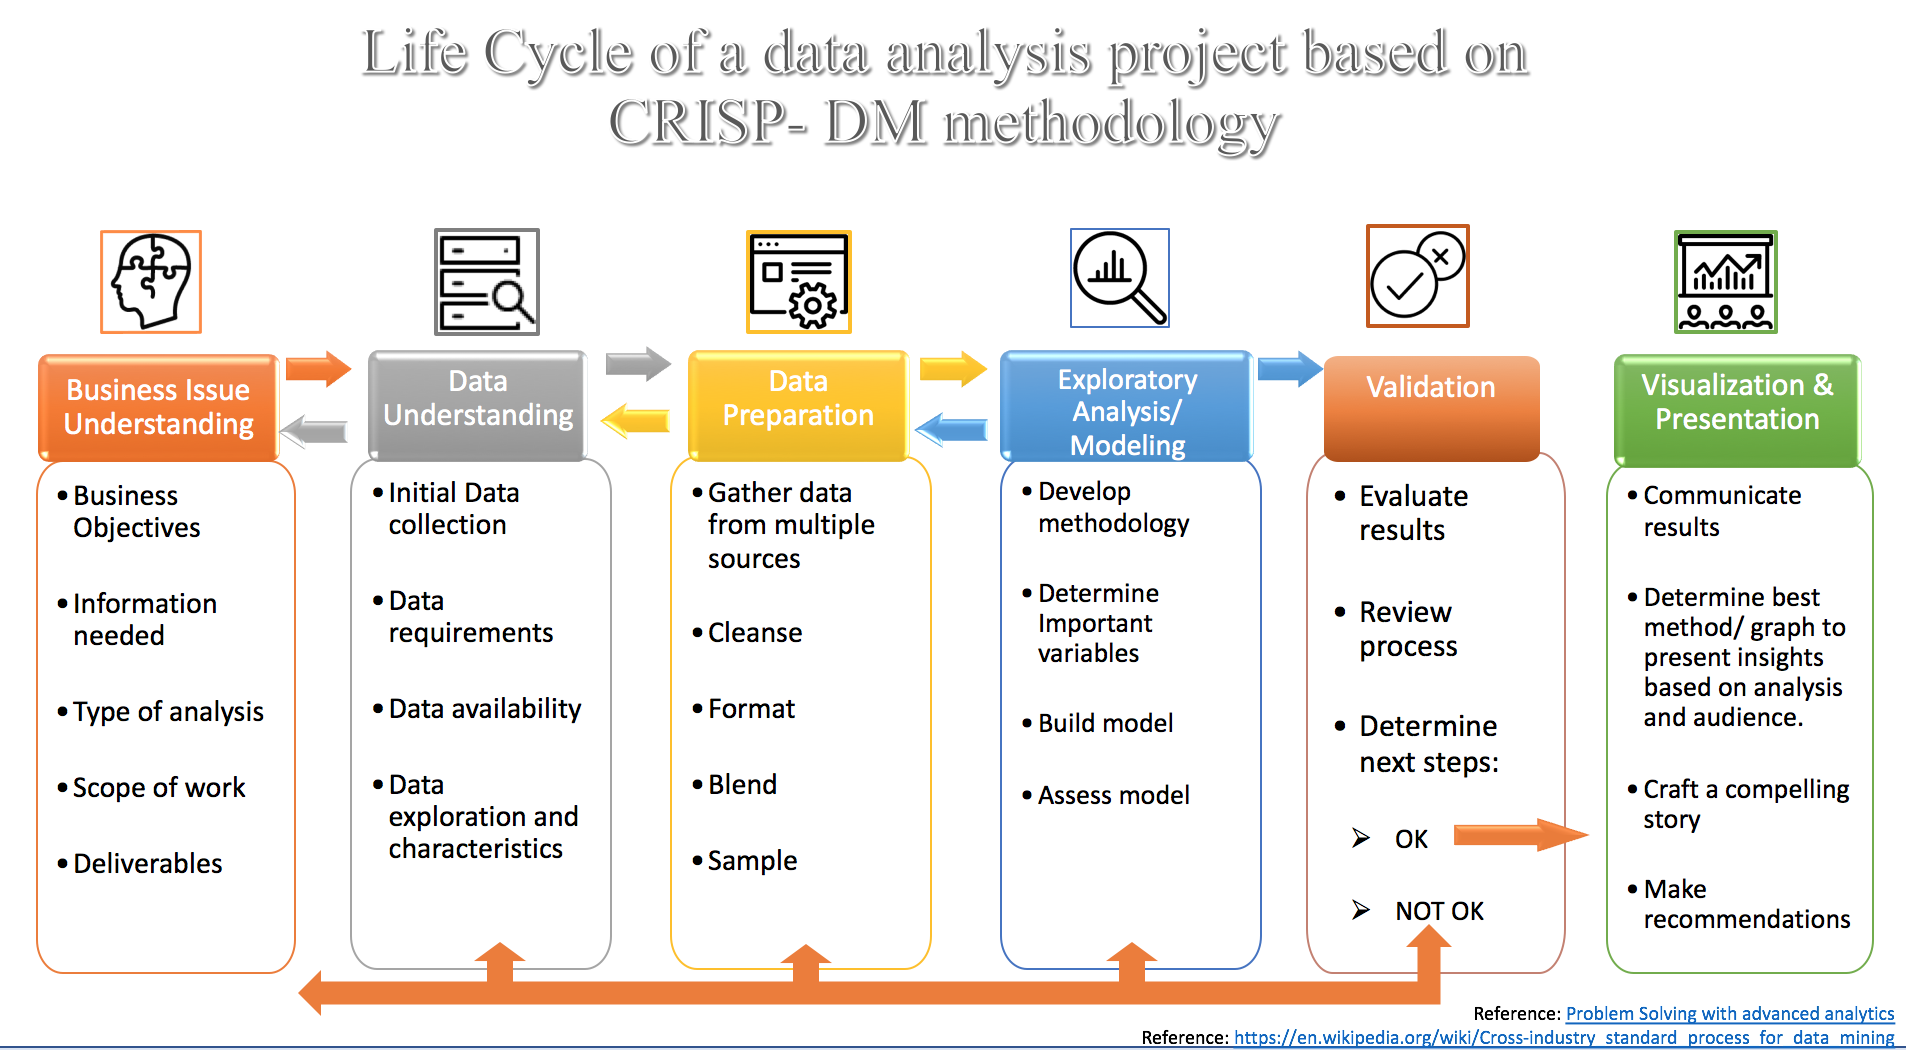 Life Cycle of a data analysis project based on
CRISP- DM methodology
Business Issue
Understanding
• Business
Objectives
• Information
needed
• Type of analysis
• Scope of work
• Deliverables
Data
Understanding
• Initial Data
collection
• Data
requirements
• Data availability
• Data
exploration and
characteristics
Data
Preparation
• Gather data
from multiple
sources
• Cleanse
• Format
• Blend
• Sample
Exploratory
Analysis/
Modeling
• Develop
methodology
• Determine
Important
variables
• Build model
• Assess model
Validation
• Evaluate
results
• Review
process
• Determine
next steps:
➢ OK
➢ NOT OK
Visualization &
Presentation
• Communicate
results
• Determine best
method/ graph to
present insights
based on analysis
and audience.
• Craft a compelling
story
• Make
recommendations
Reference: Problem Solving with advanced analytics
Reference: https://en.wikipedia.org/wiki/Cross-industry_standard_process_for_data_mining